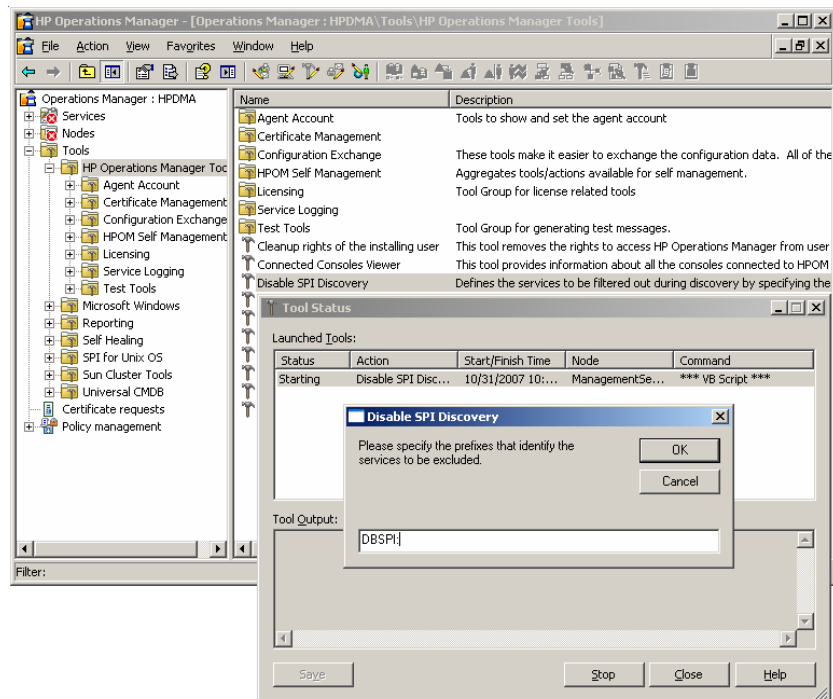 HP Operations Manager - [Operations Manager : HPDMA\Tools\HP Operations Manager Tools]
File Action View Favorites Window Help
Operations Manager : HPDMA
Services
Nodes
Tools
HP Operations Manager Too
Agent Account
Certificate Management
Configuration Exchange
HPOM Self Management
Licensing
Service Logging
Test Tools
Microsoft Windows
Reporting
Self Healing
SPI for Unix OS
Sun Cluster Tools
Universal CMDB
Certificate requests
Policy management
Name Description
Agent Account Tools to show and set the agent account
Certificate Management
Configuration Exchange These tools make it easier to exchange the configuration data. All of the
HPOM Self Management Aggregates tools/actions available for self management.
Licensing Tool Group for license related tools
Service Logging
Test Tools Tool Group for generating test messages.
Cleanup rights of the installing user This tool removes the rights to access HP Operations Manager from user
Connected Consoles Viewer This tool provides information about all the consoles connected to HPOM
Disable SPI Discovery Defines the services to be filtered out during discovery by specifying the
Filter:
Tool Status
Launched Tools:
Status Action Start/Finish Time Node Command
Starting Disable SPI Disc... 10/31/2007 10:... ManagementSe... *** VB Script ***
Disable SPI Discovery
Please specify the prefixes that identify the
services to be excluded.
OK
Cancel
DBSPI:
Tool Output:
Save Stop Close Help